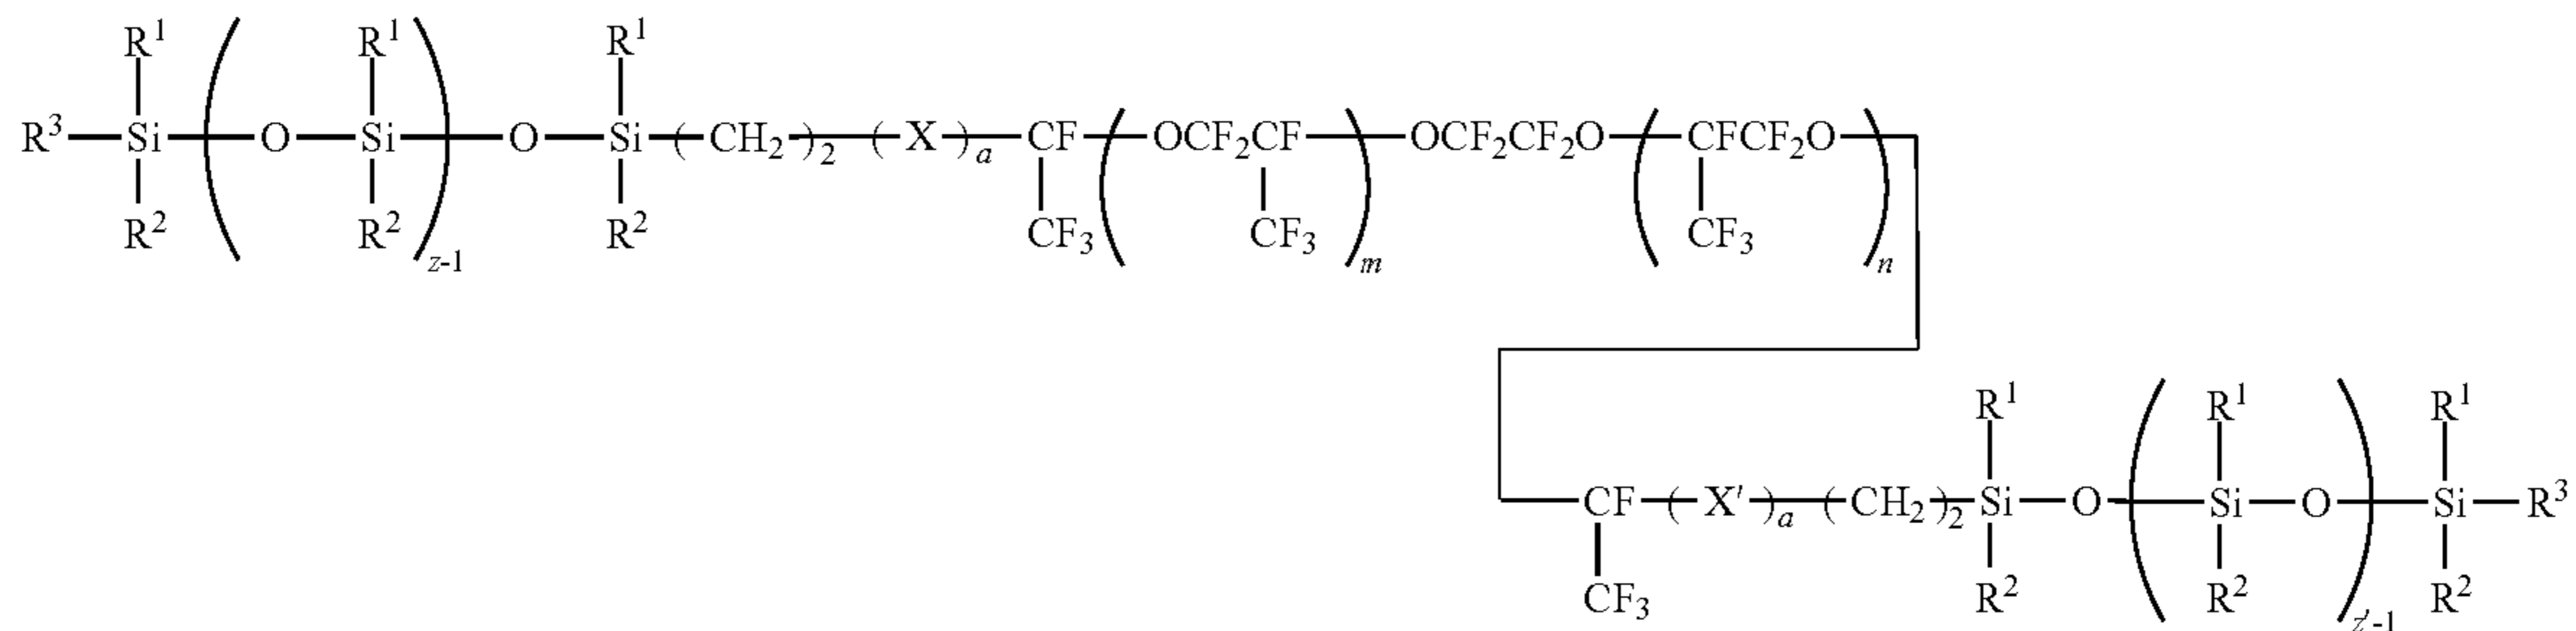 R¹ R¹ R¹
R³—Si—(—O—Si—)—O—Si—(—CH₂—)₂—(—X—)ₐ—CF—(—OCF₂CF—)—OCF₂CF₂O—(—CFCF₂O—)—
R² R² z-1 R² CF₃ CF₃ m CF₃ n
R¹ R¹ R¹
—CF—(—X'—)ₐ—(—CH₂—)₂—Si—O—(—Si—O—)—Si—R³
CF₃ R² R² z'-1 R²